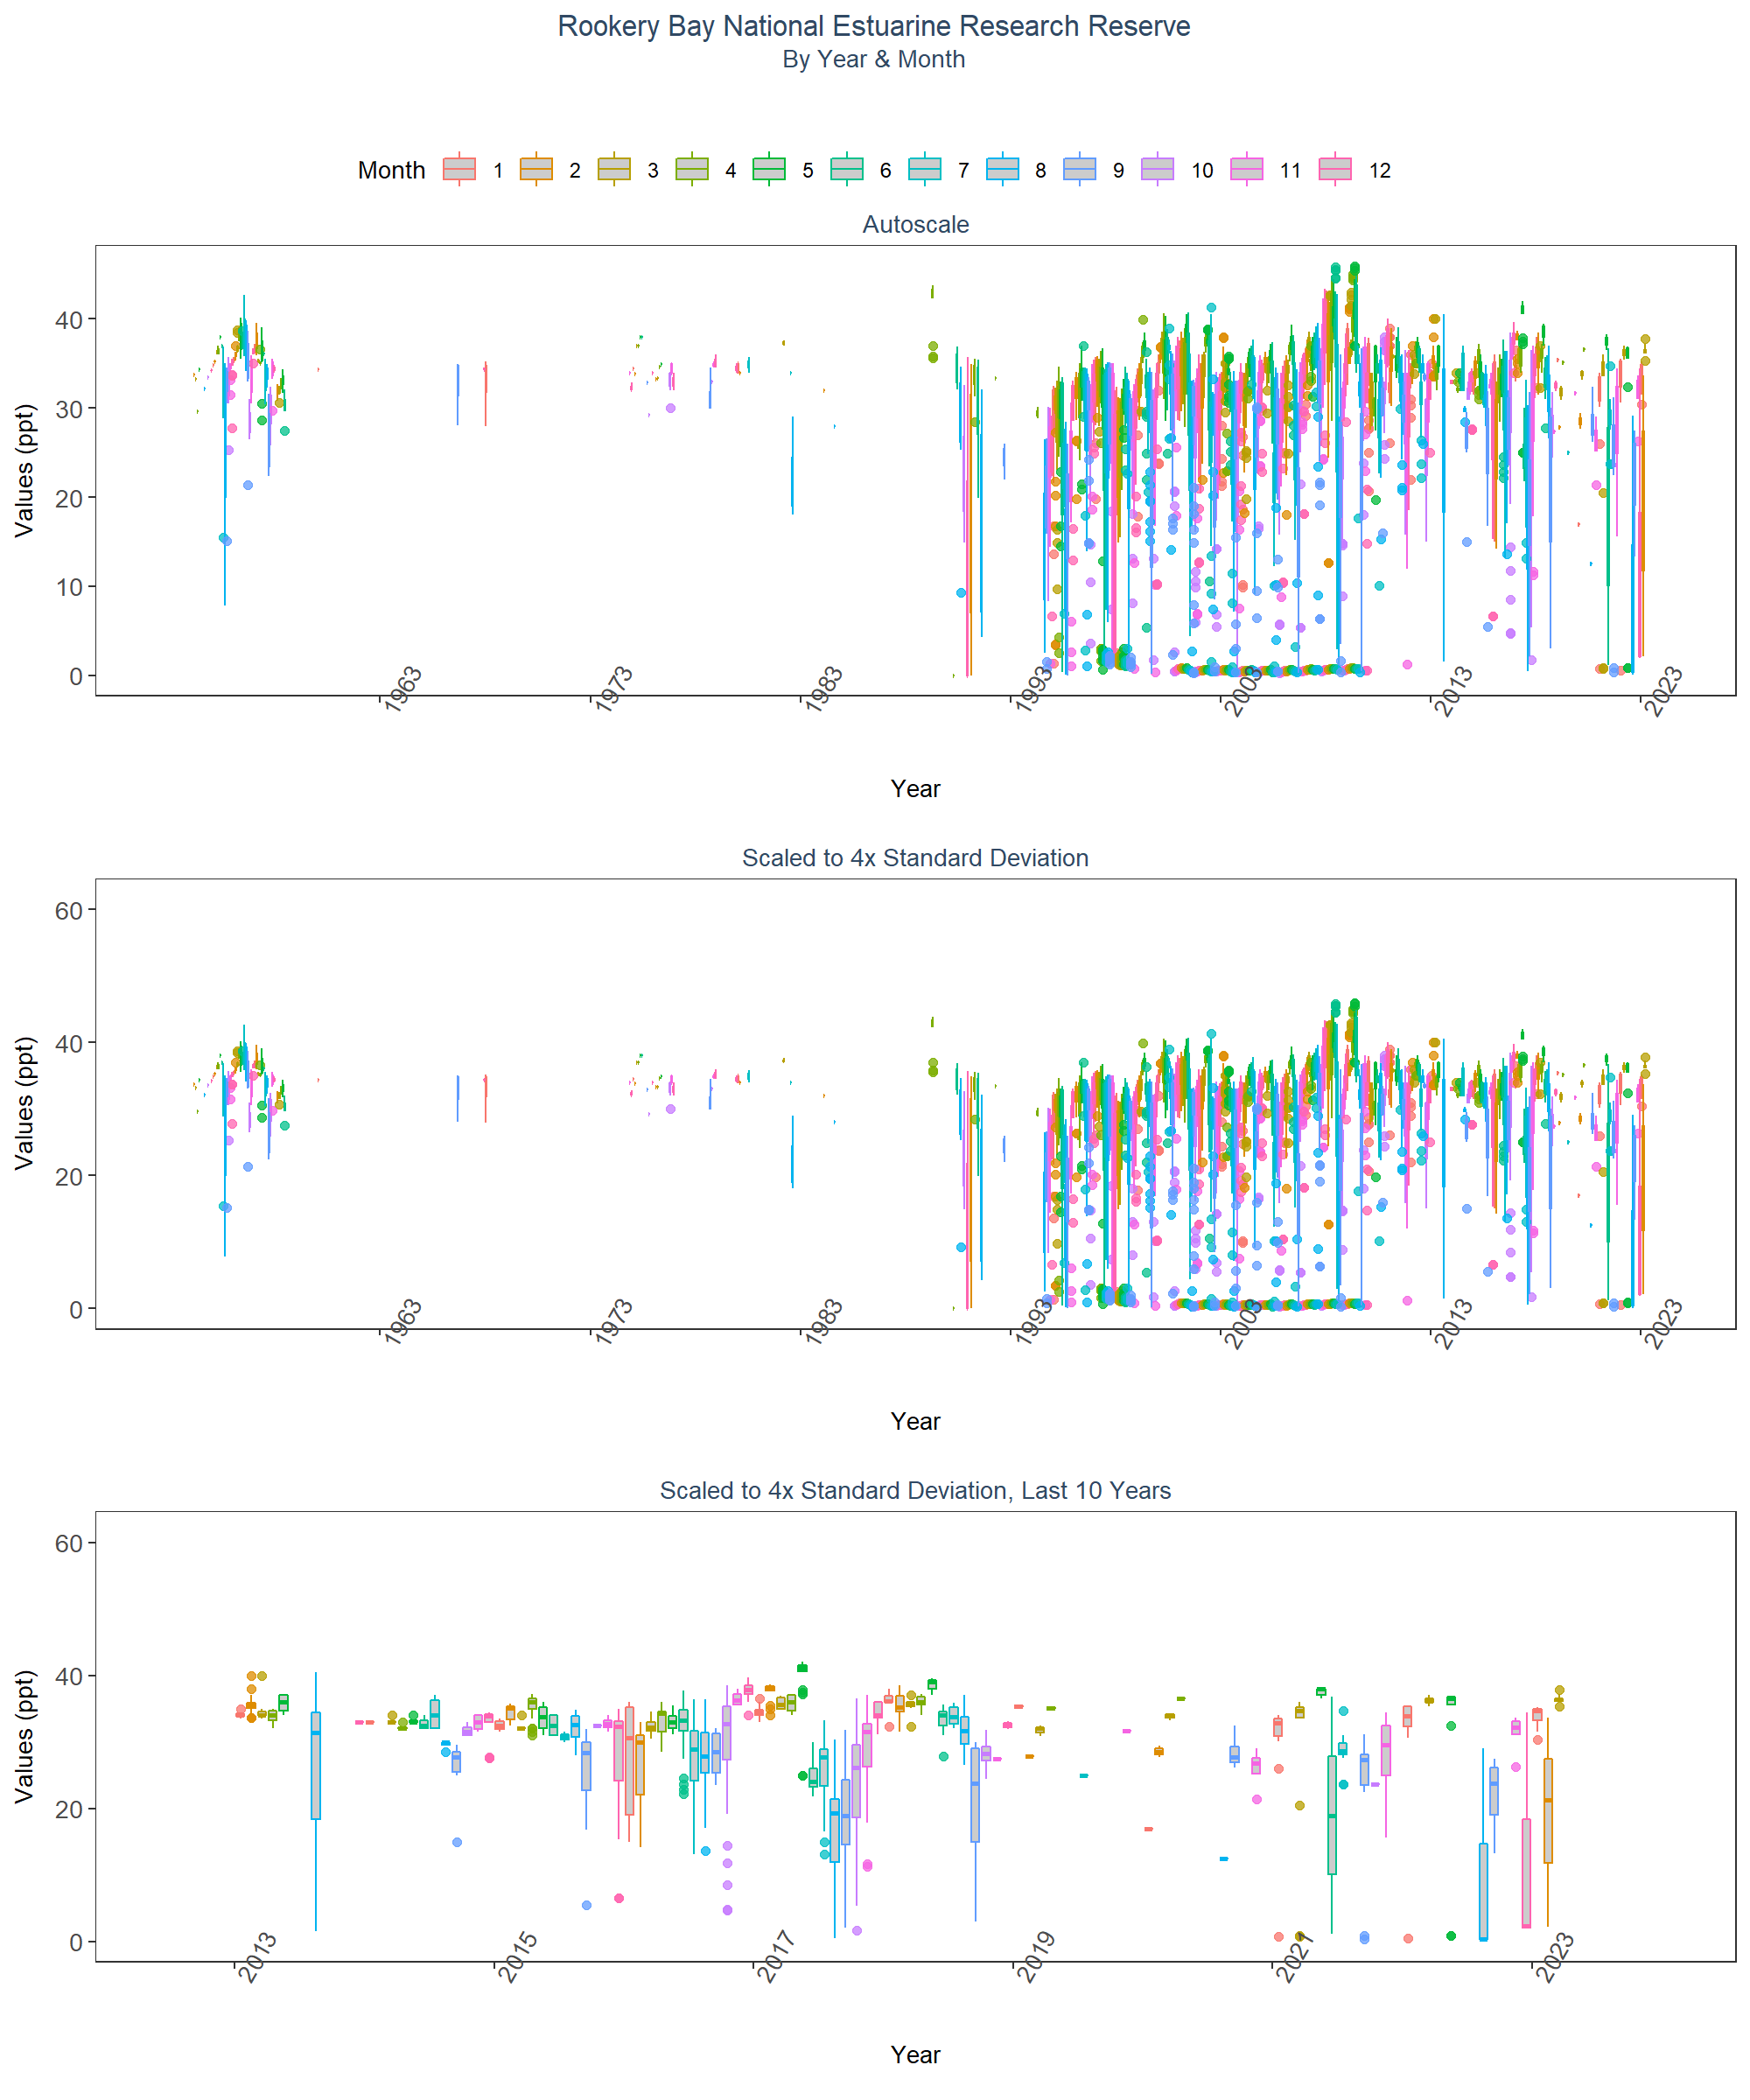 Rookery Bay National Estuarine Research Reserve
By Year & Month
Month 1 2 3 4 5 6 7 8 9 10 11 12
Autoscale
Values (ppt)
40
30
20
10
0
1963 1973 1983 1993 2003 2013 2023
Year
Scaled to 4x Standard Deviation
Values (ppt)
60
40
20
0
1963 1973 1983 1993 2003 2013 2023
Year
Scaled to 4x Standard Deviation, Last 10 Years
Values (ppt)
60
40
20
0
2013 2015 2017 2019 2021 2023
Year